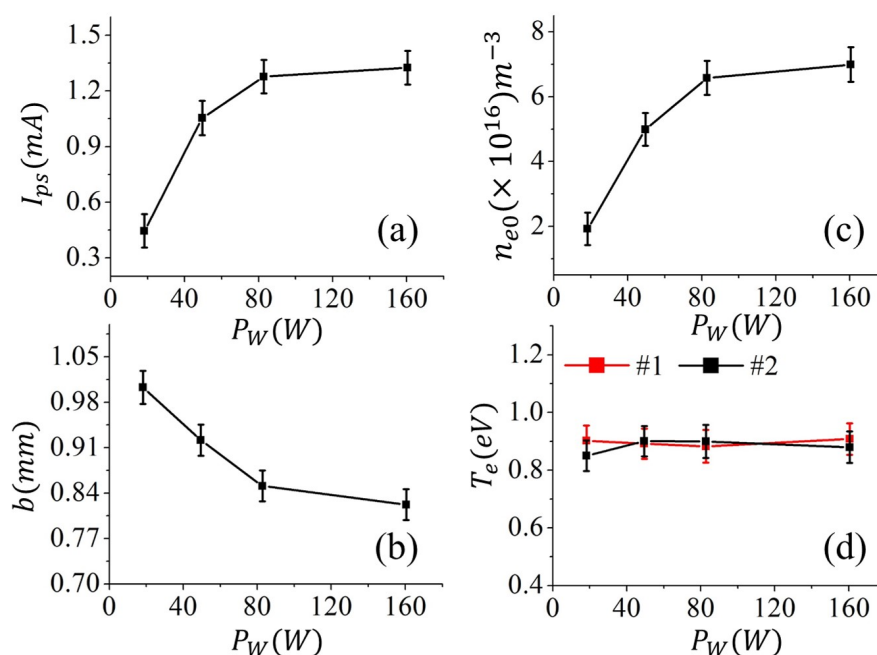 1.5
1.2
0.9
0.6
0.3
I_ps(mA)
(a)
0 40 80 120 160
P_W(W)
8
6
4
2
n_e0(× 10^16)m^−3
(c)
0 40 80 120 160
P_W(W)
1.05
0.98
0.91
0.84
0.77
0.70
b(mm)
(b)
0 40 80 120 160
P_W(W)
1.2
1.0
0.8
0.6
0.4
T_e(eV)
#1 #2
(d)
0 40 80 120 160
P_W(W)